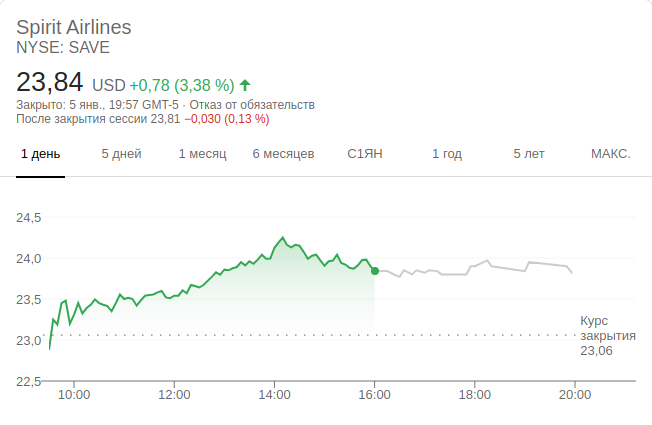 Spirit Airlines
NYSE: SAVE
23,84 USD +0,78 (3,38 %)
Закрыто: 5 янв., 19:57 GMT-5 · Отказ от обязательств
После закрытия сессии 23,81 −0,030 (0,13 %)
1 день 5 дней 1 месяц 6 месяцев С1ЯН 1 год 5 лет МАКС.
24,5
24,0
23,5
Курс
закрытия
23,06
23,0
22,5
10:00 12:00 14:00 16:00 18:00 20:00